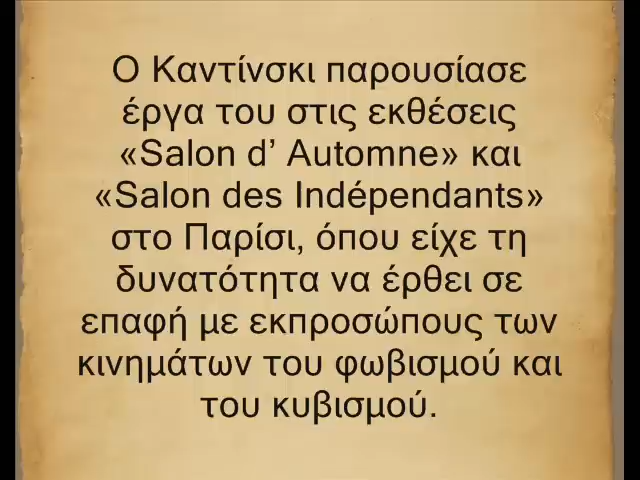 Ο Καντίνσκι παρουσίασε
έργα του στις εκθέσεις
«Salon d’ Automne» και
«Salon des Indépendants»
στο Παρίσι, όπου είχε τη
δυνατότητα να έρθει σε
επαφή με εκπροσώπους των
κινημάτων του φωβισμού και
του κυβισμού.